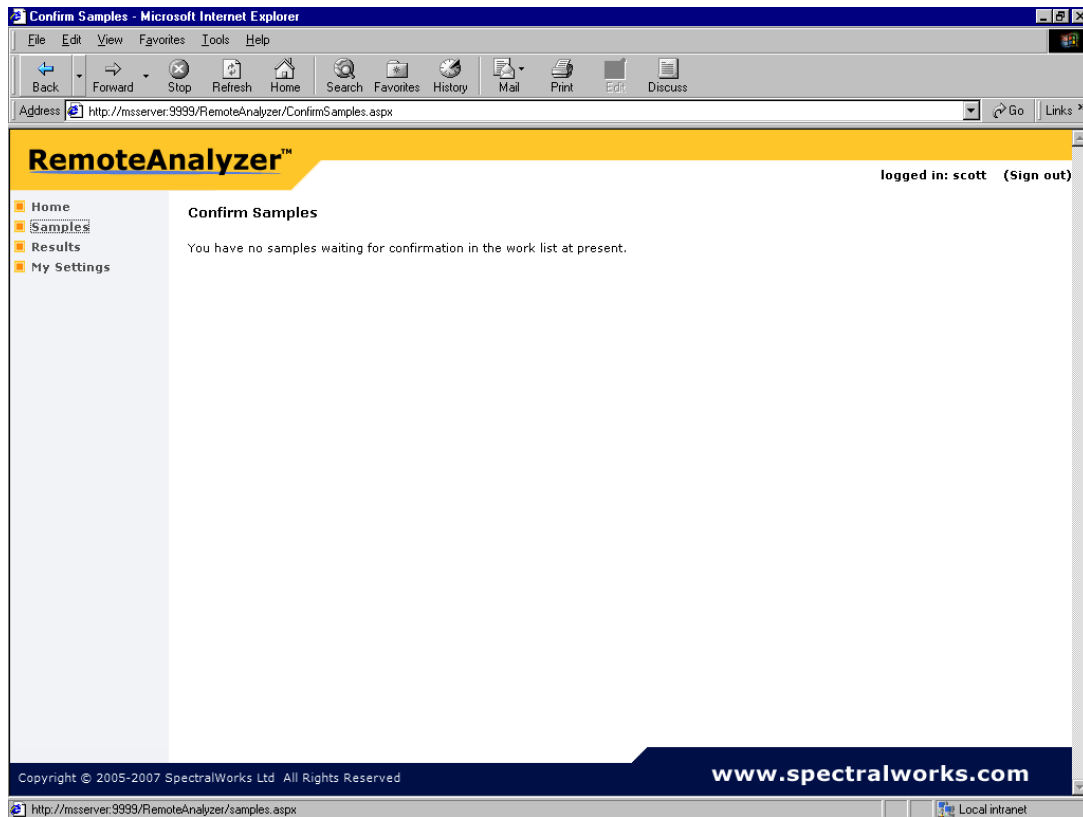 Confirm Samples - Microsoft Internet Explorer
File Edit View Favorites Tools Help
Back Forward Stop Refresh Home Search Favorites History Mail Print Edit Discuss
Address http://msserver:9999/RemoteAnalyzer/ConfirmSamples.aspx Go Links »
RemoteAnalyzer™
logged in: scott (Sign out)
Home
Samples
Results
My Settings
Confirm Samples
You have no samples waiting for confirmation in the work list at present.
Copyright © 2005-2007 SpectralWorks Ltd All Rights Reserved
www.spectralworks.com
http://msserver:9999/RemoteAnalyzer/samples.aspx Local intranet